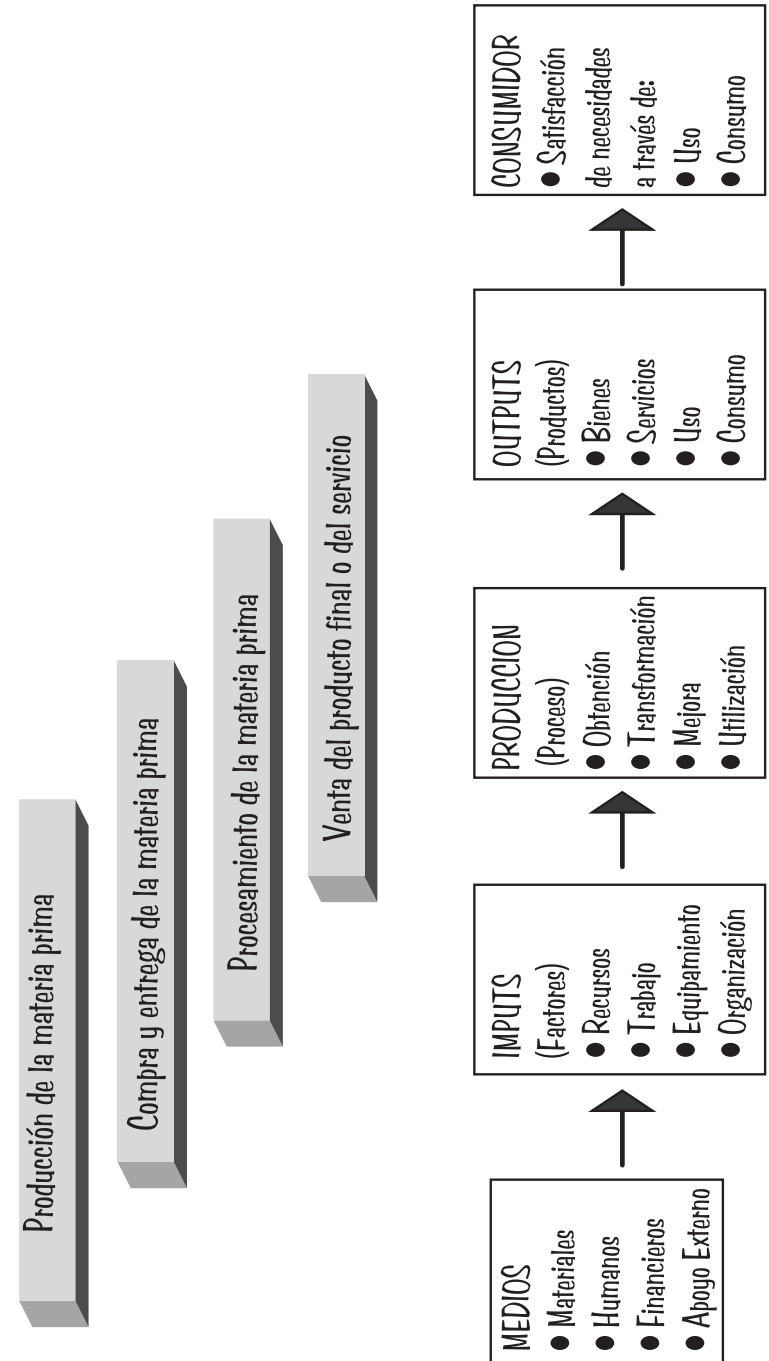 Producción de la materia prima
Compra y entrega de la materia prima
Procesamiento de la materia prima
Venta del producto final o del servicio
MEDIOS
● Materiales
● Humanos
● Financieros
● Apoyo Externo
IMPUTS
(Factores)
● Recursos
● Trabajo
● Equipamiento
● Organización
PRODUCCION
(Proceso)
● Obtención
● Transformación
● Mejora
● Utilización
OUTPUTS
(Productos)
● Bienes
● Servicios
● Uso
● Consumo
CONSUMIDOR
● Satisfacción
de necesidades
a través de:
● Uso
● Consumo